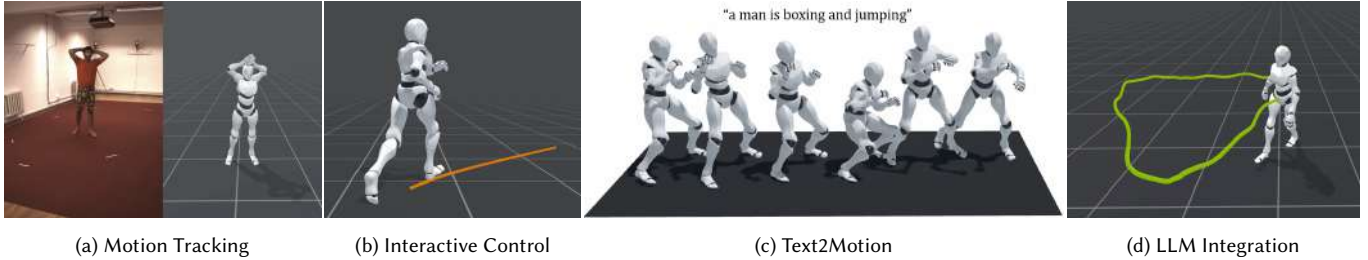 “a man is boxing and jumping”
(a) Motion Tracking
(b) Interactive Control
(c) Text2Motion
(d) LLM Integration